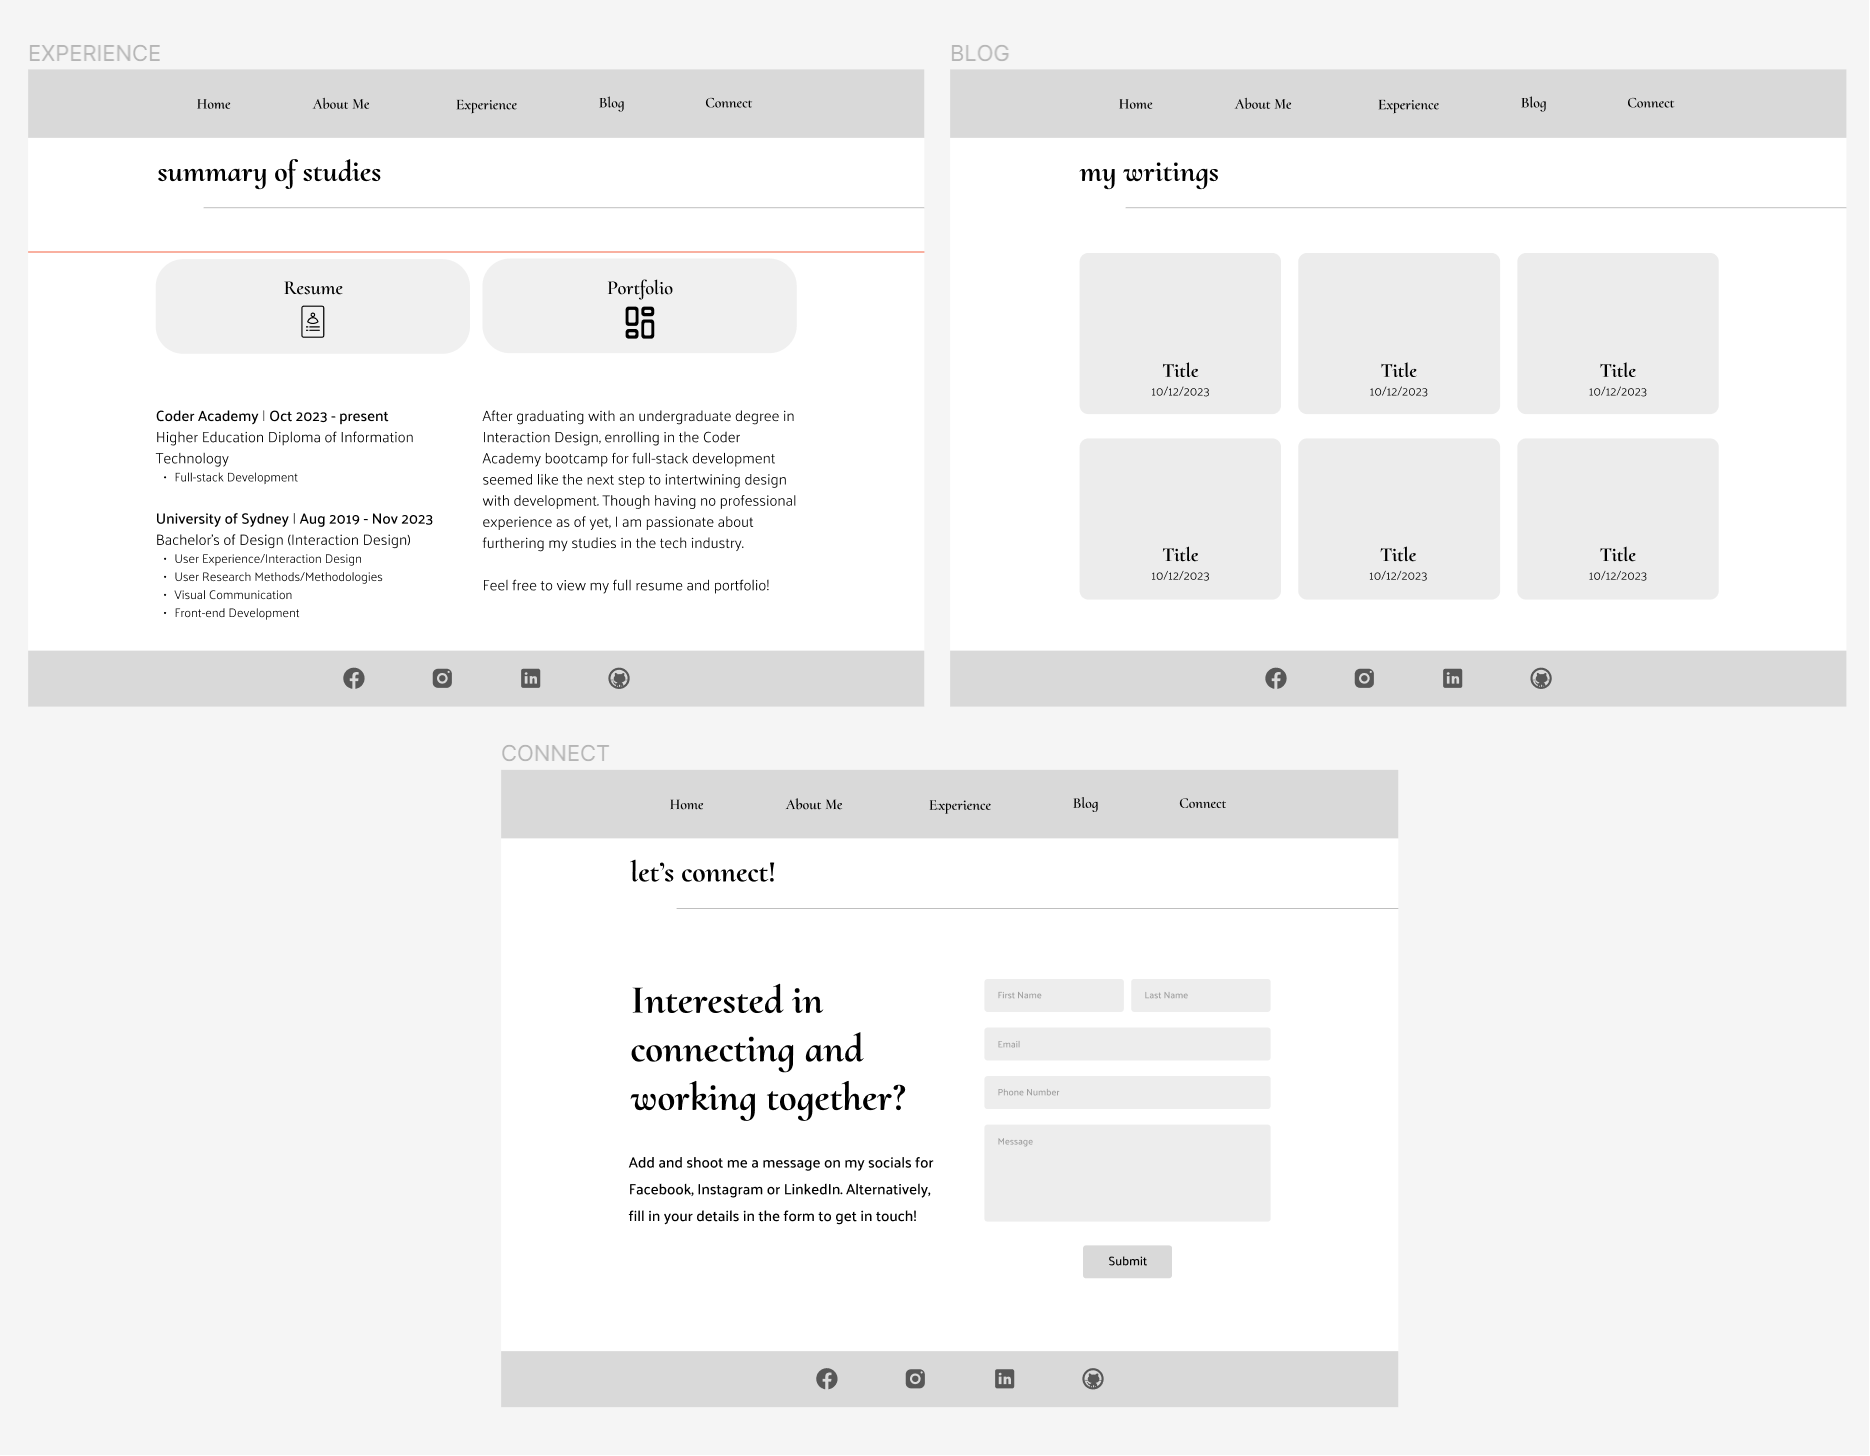 EXPERIENCE
Home About Me Experience Blog Connect
summary of studies
Resume
Portfolio
Coder Academy | Oct 2023 - present
Higher Education Diploma of Information
Technology
• Full-stack Development
University of Sydney | Aug 2019 - Nov 2023
Bachelor's of Design (Interaction Design)
• User Experience/Interaction Design
• User Research Methods/Methodologies
• Visual Communication
• Front-end Development
After graduating with an undergraduate degree in
Interaction Design, enrolling in the Coder
Academy bootcamp for full-stack development
seemed like the next step to intertwining design
with development. Though having no professional
experience as of yet, I am passionate about
furthering my studies in the tech industry.
Feel free to view my full resume and portfolio!
BLOG
Home About Me Experience Blog Connect
my writings
Title
10/12/2023
Title
10/12/2023
Title
10/12/2023
Title
10/12/2023
Title
10/12/2023
Title
10/12/2023
CONNECT
Home About Me Experience Blog Connect
let’s connect!
Interested in
connecting and
working together?
Add and shoot me a message on my socials for
Facebook, Instagram or LinkedIn. Alternatively,
fill in your details in the form to get in touch!
First Name
Last Name
Email
Phone Number
Message
Submit